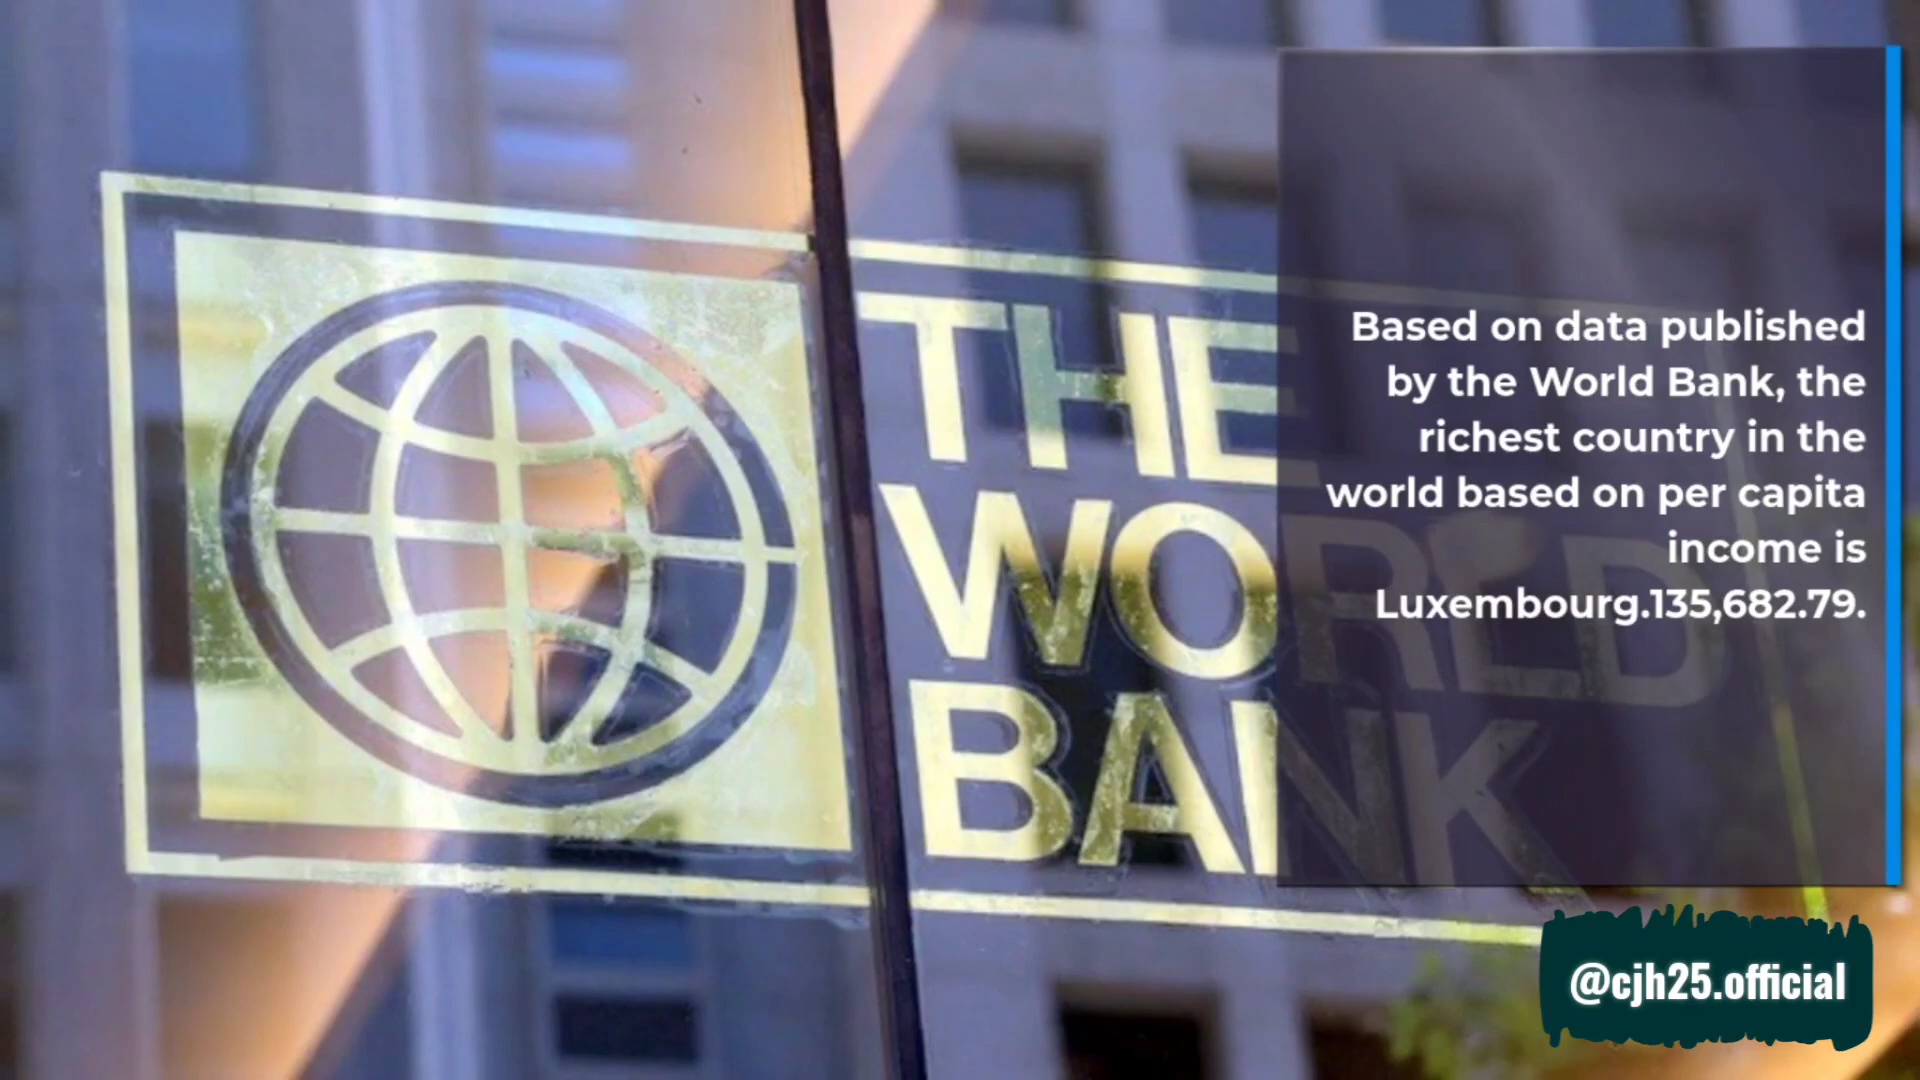 THE
WORLD
BANK
Based on data published
by the World Bank, the
richest country in the
world based on per capita
income is
Luxembourg.135,682.79.
@cjh25.official